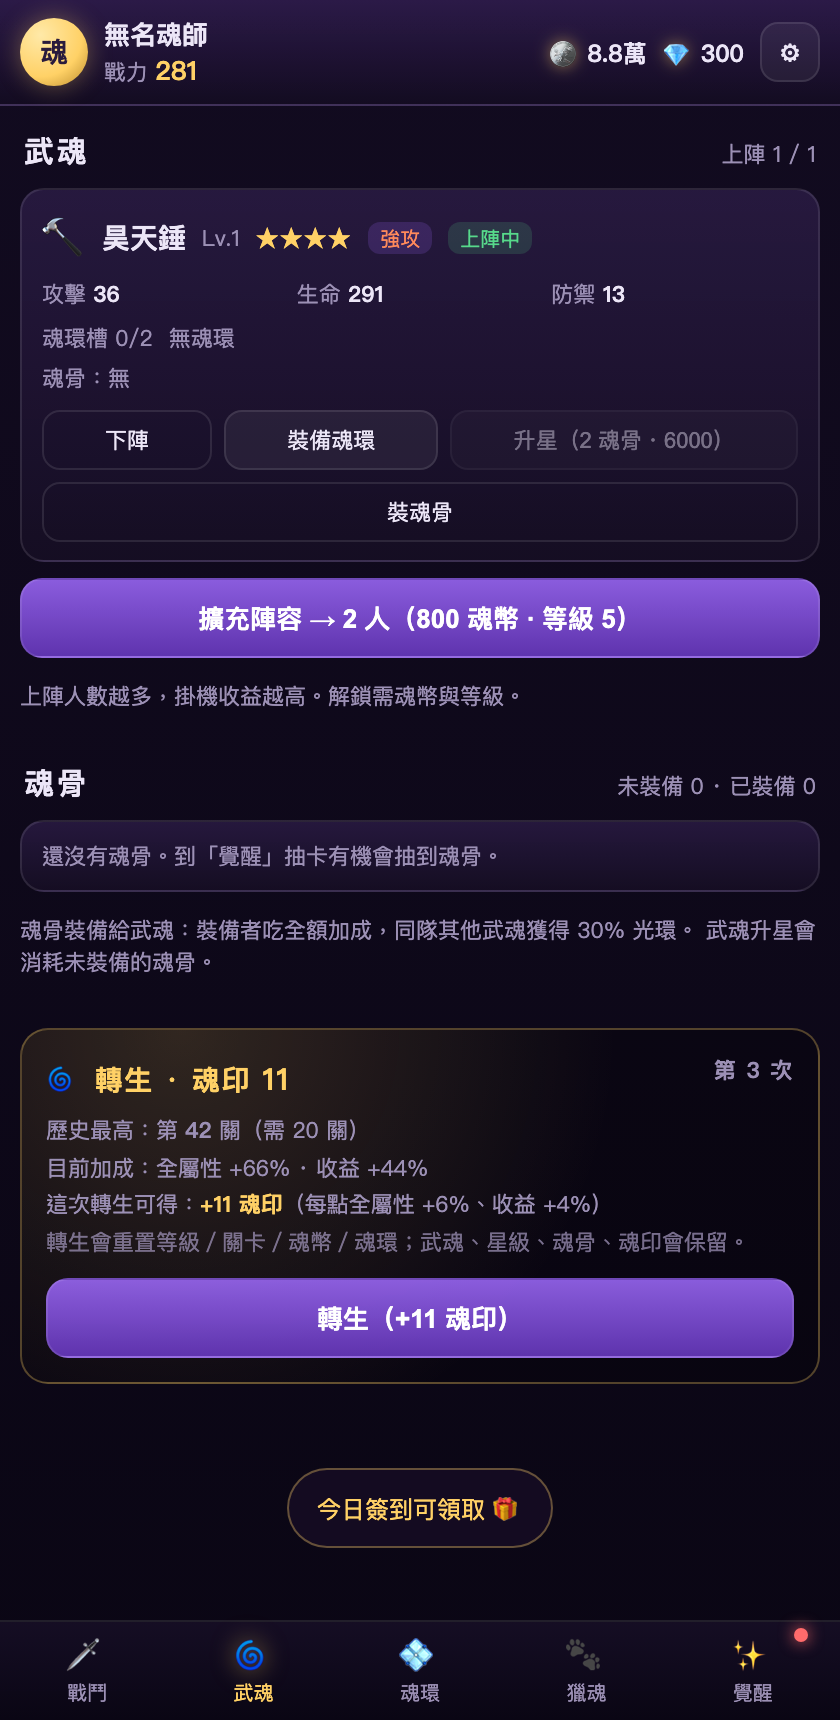 魂
無名魂師
戰力 281
8.8萬 300
武魂
上陣 1 / 1
昊天錘 Lv.1 ★★★★ 強攻 上陣中
攻擊 36 生命 291 防禦 13
魂環槽 0/2 無魂環
魂骨：無
下陣 裝備魂環 升星（2 魂骨 · 6000）
裝魂骨
擴充陣容 → 2 人（800 魂幣 · 等級 5）
上陣人數越多，掛機收益越高。解鎖需魂幣與等級。
魂骨
未裝備 0 · 已裝備 0
還沒有魂骨。到「覺醒」抽卡有機會抽到魂骨。
魂骨裝備給武魂：裝備者吃全額加成，同隊其他武魂獲得 30% 光環。 武魂升星會
消耗未裝備的魂骨。
轉生 · 魂印 11
第 3 次
歷史最高：第 42 關（需 20 關）
目前加成：全屬性 +66% · 收益 +44%
這次轉生可得：+11 魂印（每點全屬性 +6%、收益 +4%）
轉生會重置等級 / 關卡 / 魂幣 / 魂環；武魂、星級、魂骨、魂印會保留。
轉生（+11 魂印）
今日簽到可領取
戰鬥 武魂 魂環 獵魂 覺醒